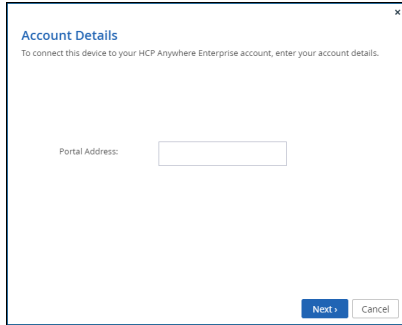 ×
Account Details
To connect this device to your HCP Anywhere Enterprise account, enter your account details.
Portal Address:
Next › Cancel